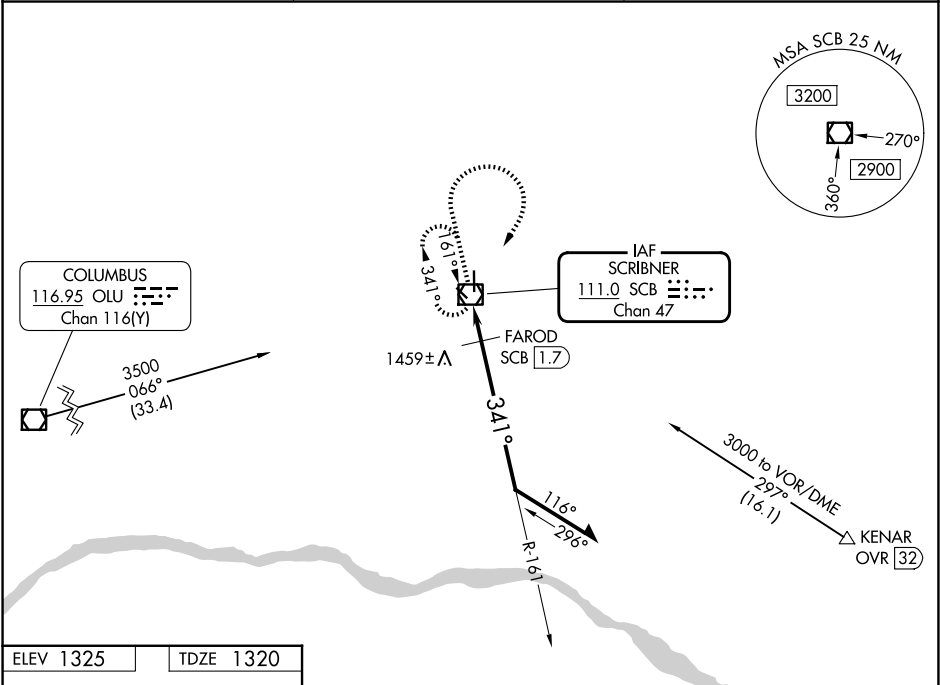 MSA SCB 25 NM
3200
270°
2900
360°
161°
341°
IAF
SCRIBNER
111.0 SCB
Chan 47
COLUMBUS
116.95 OLU
Chan 116(Y)
FAROD
SCB 1.7
1459±
3500
066°
(33.4)
341°
3000 to VOR/DME
297°
(16.1)
116°
296°
KENAR
OVR 32
R-161
ELEV 1325
TDZE 1320